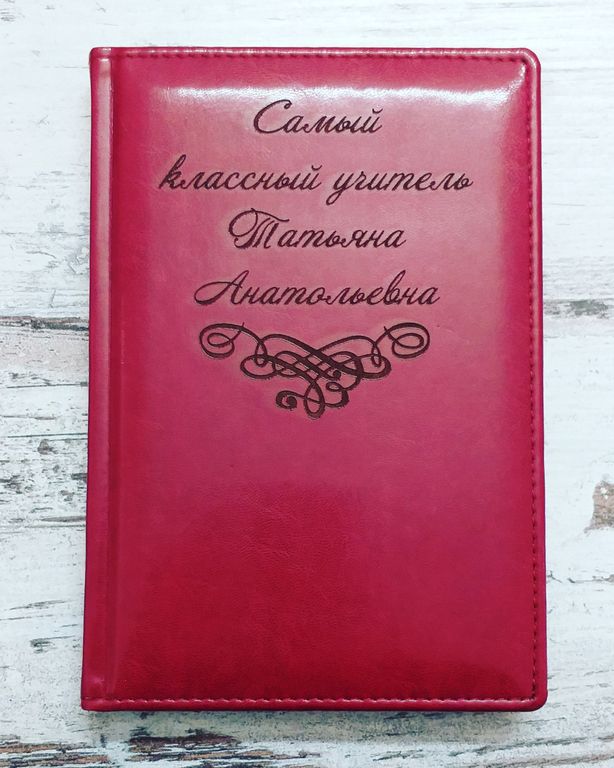 Самый
классный учитель
Татьяна
Анатольевна